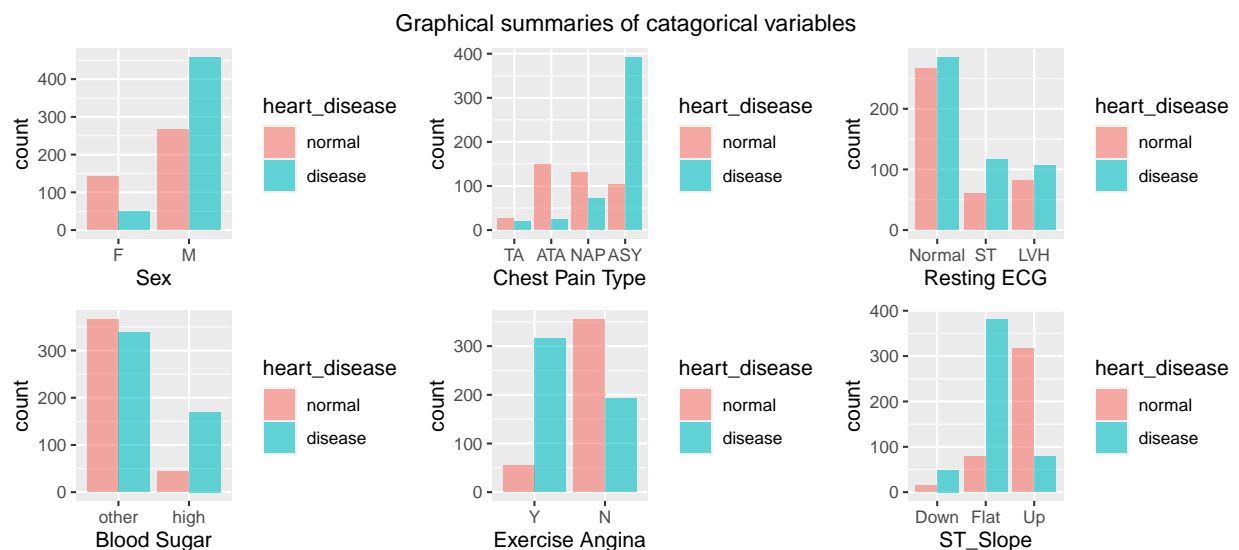 Graphical summaries of catagorical variables
400
300
200
100
0
count
F M
Sex
heart_disease
normal
disease
400
300
200
100
0
count
TA ATA NAP ASY
Chest Pain Type
heart_disease
normal
disease
200
100
0
count
Normal ST LVH
Resting ECG
heart_disease
normal
disease
300
200
100
0
count
other high
Blood Sugar
heart_disease
normal
disease
300
200
100
0
count
Y N
Exercise Angina
heart_disease
normal
disease
400
300
200
100
0
count
Down Flat Up
ST_Slope
heart_disease
normal
disease